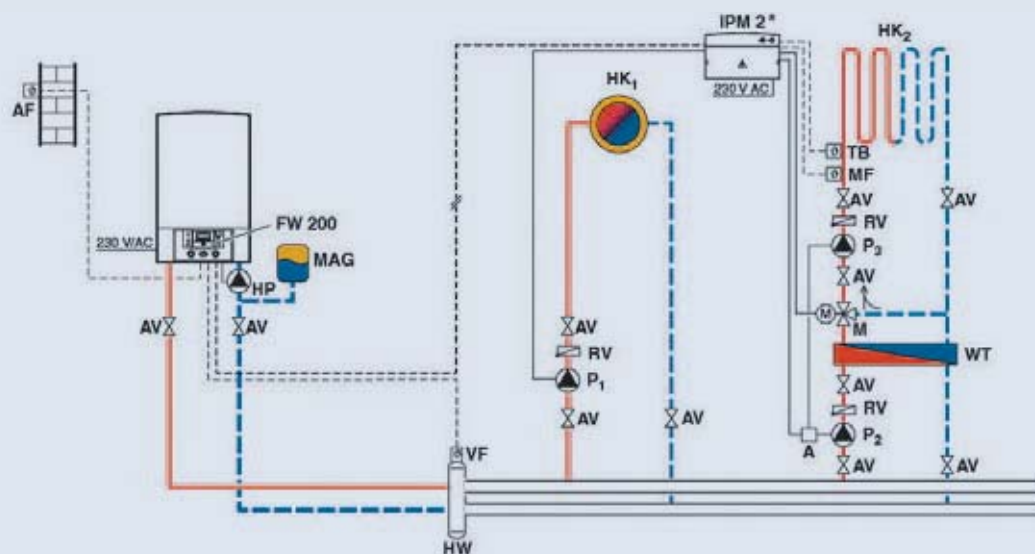 IPM 2*
HK₂
HK₁
AF
230 V AC
TB
MF
AV
AV
FW 200
RV
230 V/AC
MAG
P₃
HP
AV
AV
AV
AV
M
M
RV
WT
P₁
AV
RV
AV
AV
P₂
A
VF
AV
AV
HW